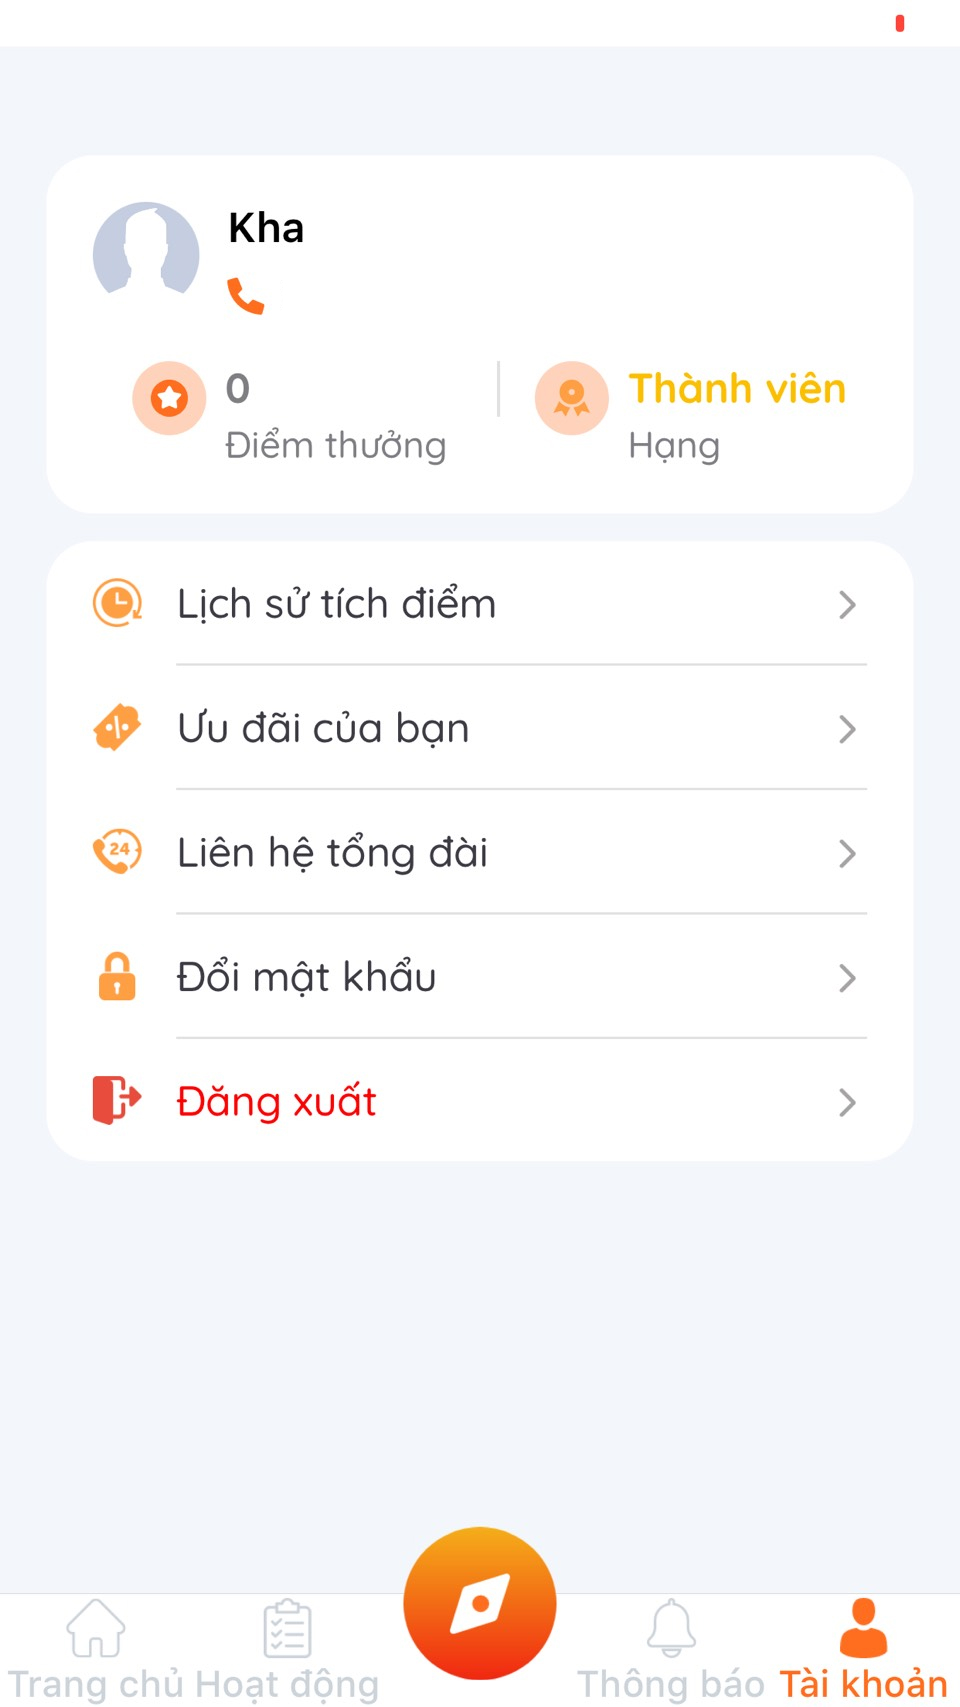 Kha
0
Điểm thưởng
Thành viên
Hạng
Lịch sử tích điểm
Ưu đãi của bạn
24
Liên hệ tổng đài
Đổi mật khẩu
Đăng xuất
Trang chủ
Hoạt động
Thông báo
Tài khoản